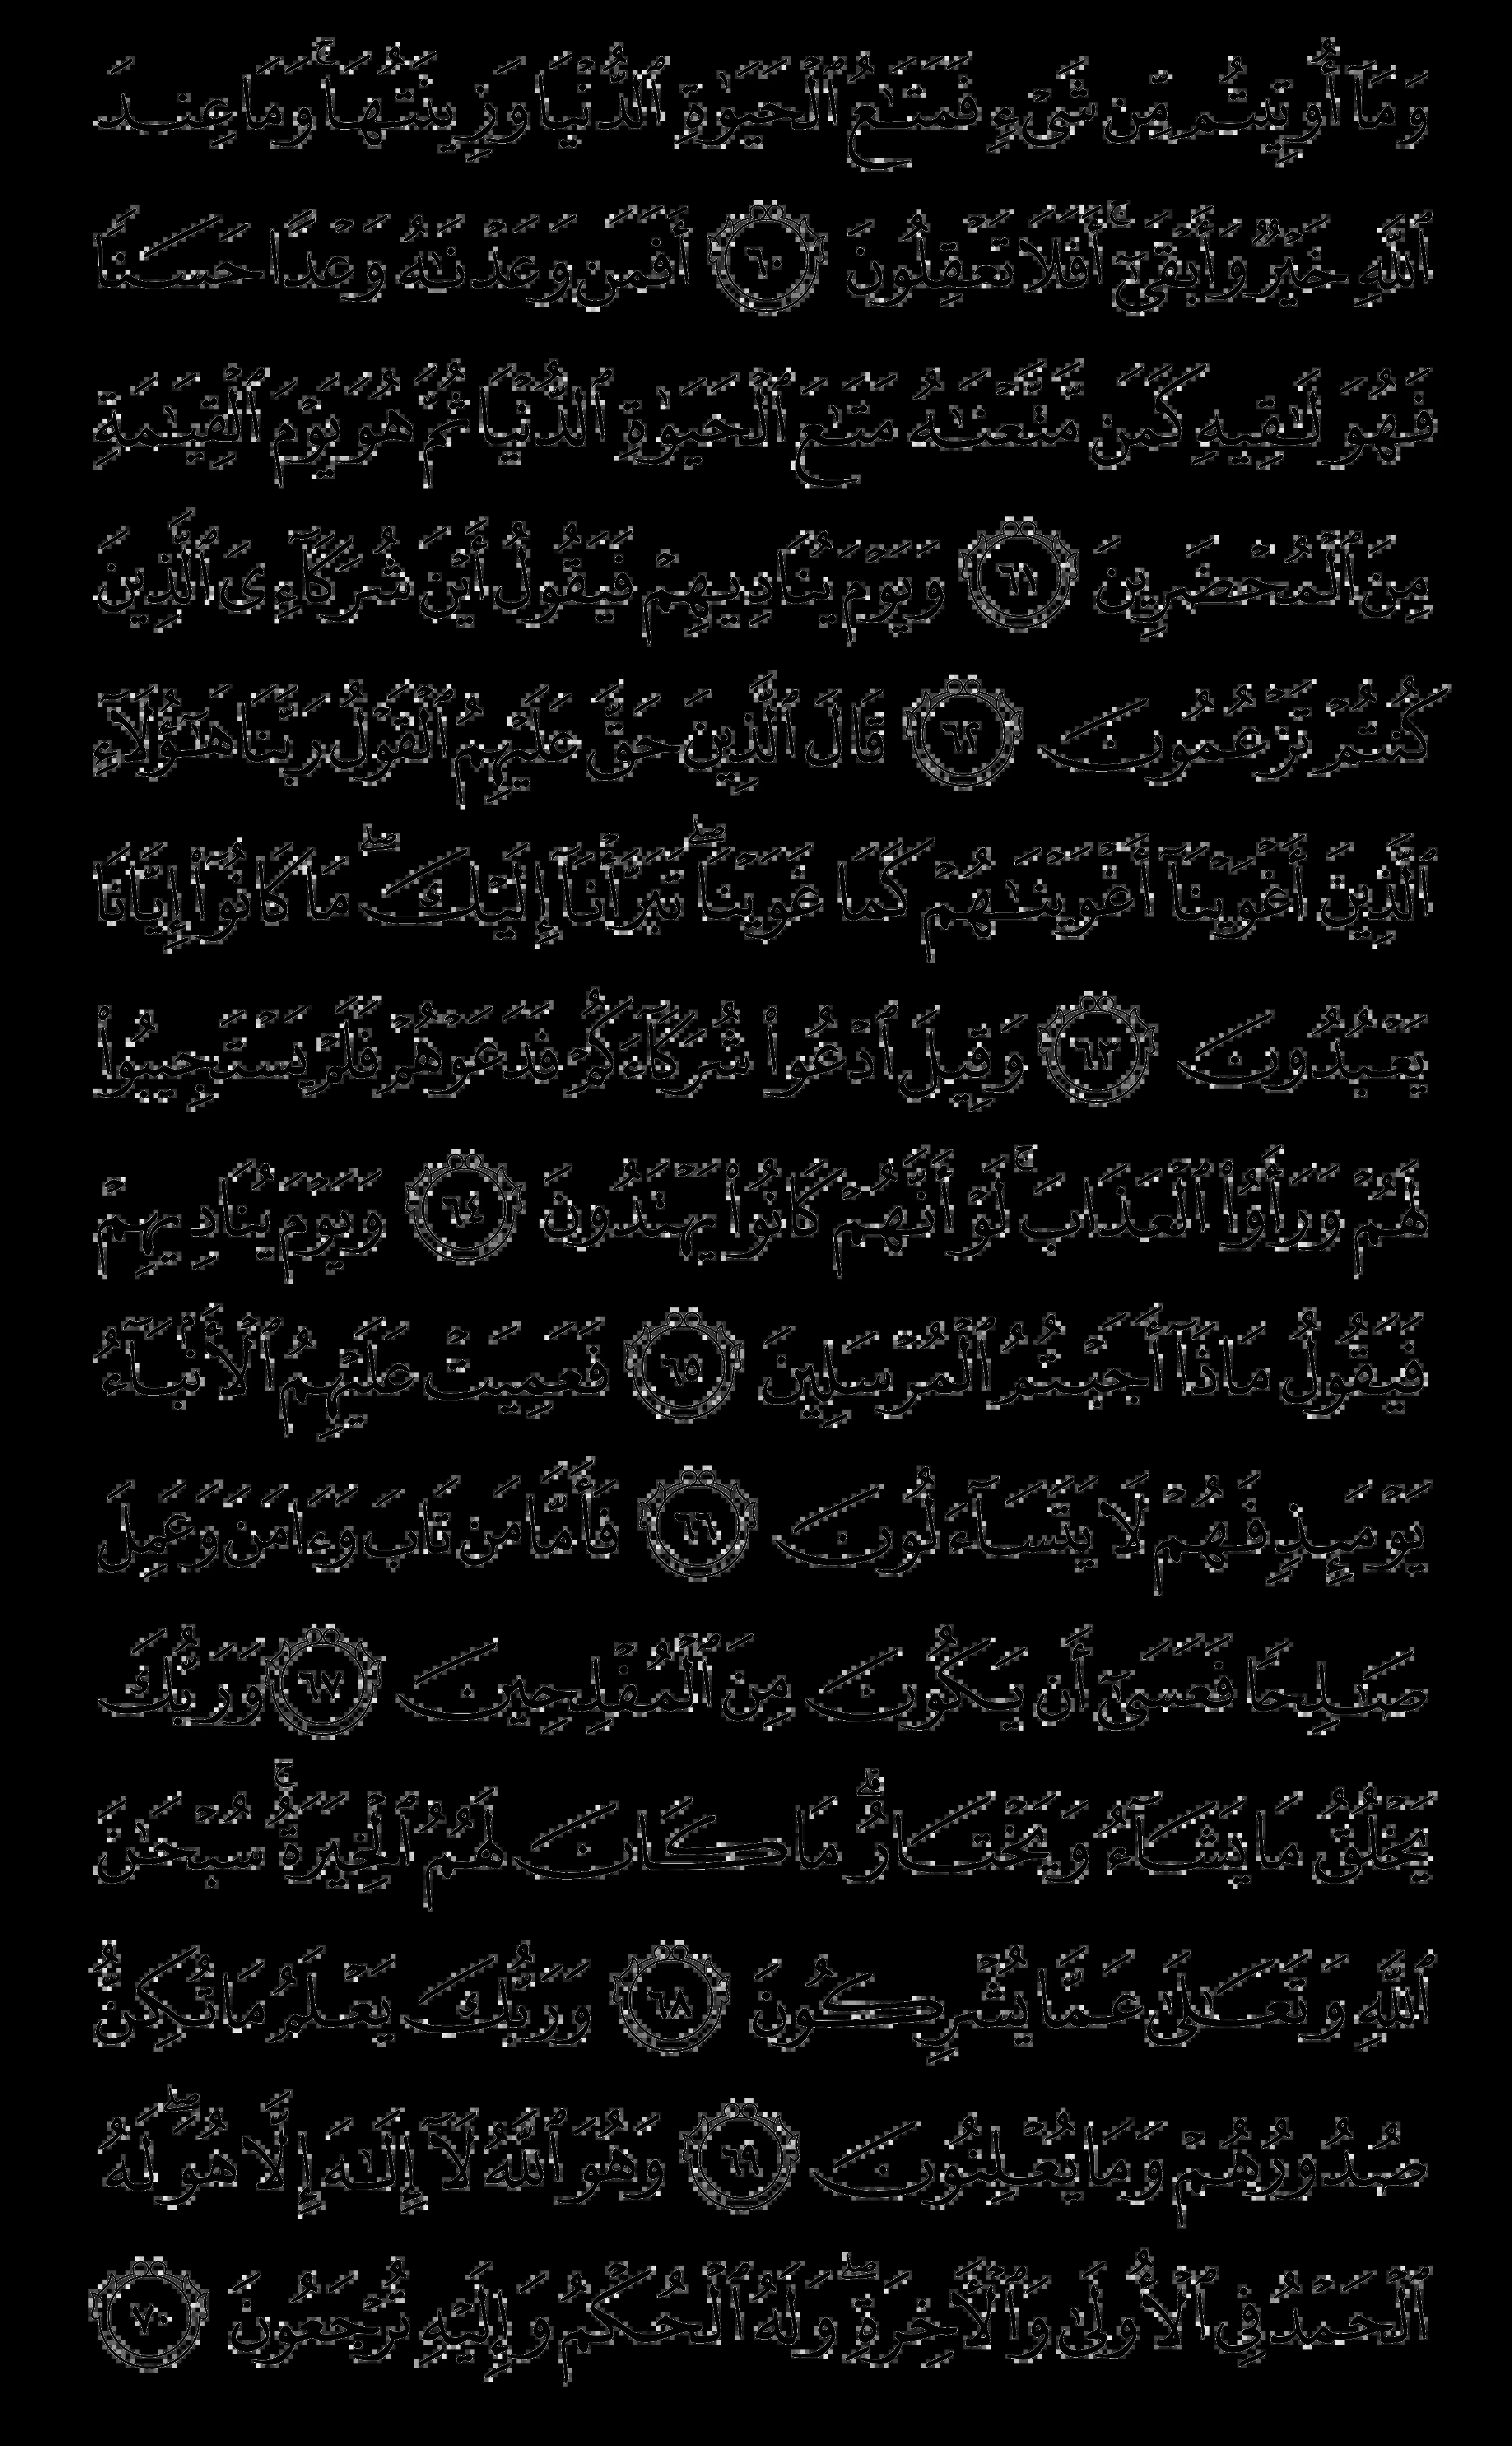 وَمَآ أُوتِيتُم مِّن شَىْءٍ فَمَتَـٰعُ ٱلْحَيَوٰةِ ٱلدُّنْيَا وَزِينَتُهَا ۚ وَمَا عِندَ
ٱللَّهِ خَيْرٌ وَأَبْقَىٰٓ ۚ أَفَلَا تَعْقِلُونَ ٦٠ أَفَمَن وَعَدْنَـٰهُ وَعْدًا حَسَنًا
فَهُوَ لَـٰقِيهِ كَمَن مَّتَّعْنَـٰهُ مَتَـٰعَ ٱلْحَيَوٰةِ ٱلدُّنْيَا ثُمَّ هُوَ يَوْمَ ٱلْقِيَـٰمَةِ
مِنَ ٱلْمُحْضَرِينَ ٦١ وَيَوْمَ يُنَادِيهِمْ فَيَقُولُ أَيْنَ شُرَكَآءِىَ ٱلَّذِينَ
كُنتُمْ تَزْعُمُونَ ٦٢ قَالَ ٱلَّذِينَ حَقَّ عَلَيْهِمُ ٱلْقَوْلُ رَبَّنَا هَـٰٓؤُلَآءِ
ٱلَّذِينَ أَغْوَيْنَآ أَغْوَيْنَـٰهُمْ كَمَا غَوَيْنَا ۖ تَبَرَّأْنَآ إِلَيْكَ ۖ مَا كَانُوٓا۟ إِيَّانَا
يَعْبُدُونَ ٦٣ وَقِيلَ ٱدْعُوا۟ شُرَكَآءَكُمْ فَدَعَوْهُمْ فَلَمْ يَسْتَجِيبُوا۟
لَهُمْ وَرَأَوُا۟ ٱلْعَذَابَ ۚ لَوْ أَنَّهُمْ كَانُوا۟ يَهْتَدُونَ ٦٤ وَيَوْمَ يُنَادِيهِمْ
فَيَقُولُ مَاذَآ أَجَبْتُمُ ٱلْمُرْسَلِينَ ٦٥ فَعَمِيَتْ عَلَيْهِمُ ٱلْأَنۢبَآءُ
يَوْمَئِذٍ فَهُمْ لَا يَتَسَآءَلُونَ ٦٦ فَأَمَّا مَن تَابَ وَءَامَنَ وَعَمِلَ
صَـٰلِحًا فَعَسَىٰٓ أَن يَكُونَ مِنَ ٱلْمُفْلِحِينَ ٦٧ وَرَبُّكَ
يَخْلُقُ مَا يَشَآءُ وَيَخْتَارُ ۗ مَا كَانَ لَهُمُ ٱلْخِيَرَةُ ۚ سُبْحَـٰنَ
ٱللَّهِ وَتَعَـٰلَىٰ عَمَّا يُشْرِكُونَ ٦٨ وَرَبُّكَ يَعْلَمُ مَا تُكِنُّ
صُدُورُهُمْ وَمَا يُعْلِنُونَ ٦٩ وَهُوَ ٱللَّهُ لَآ إِلَـٰهَ إِلَّا هُوَ ۖ لَهُ
ٱلْحَمْدُ فِى ٱلْأُولَىٰ وَٱلْـَٔاخِرَةِ ۖ وَلَهُ ٱلْحُكْمُ وَإِلَيْهِ تُرْجَعُونَ ٧٠